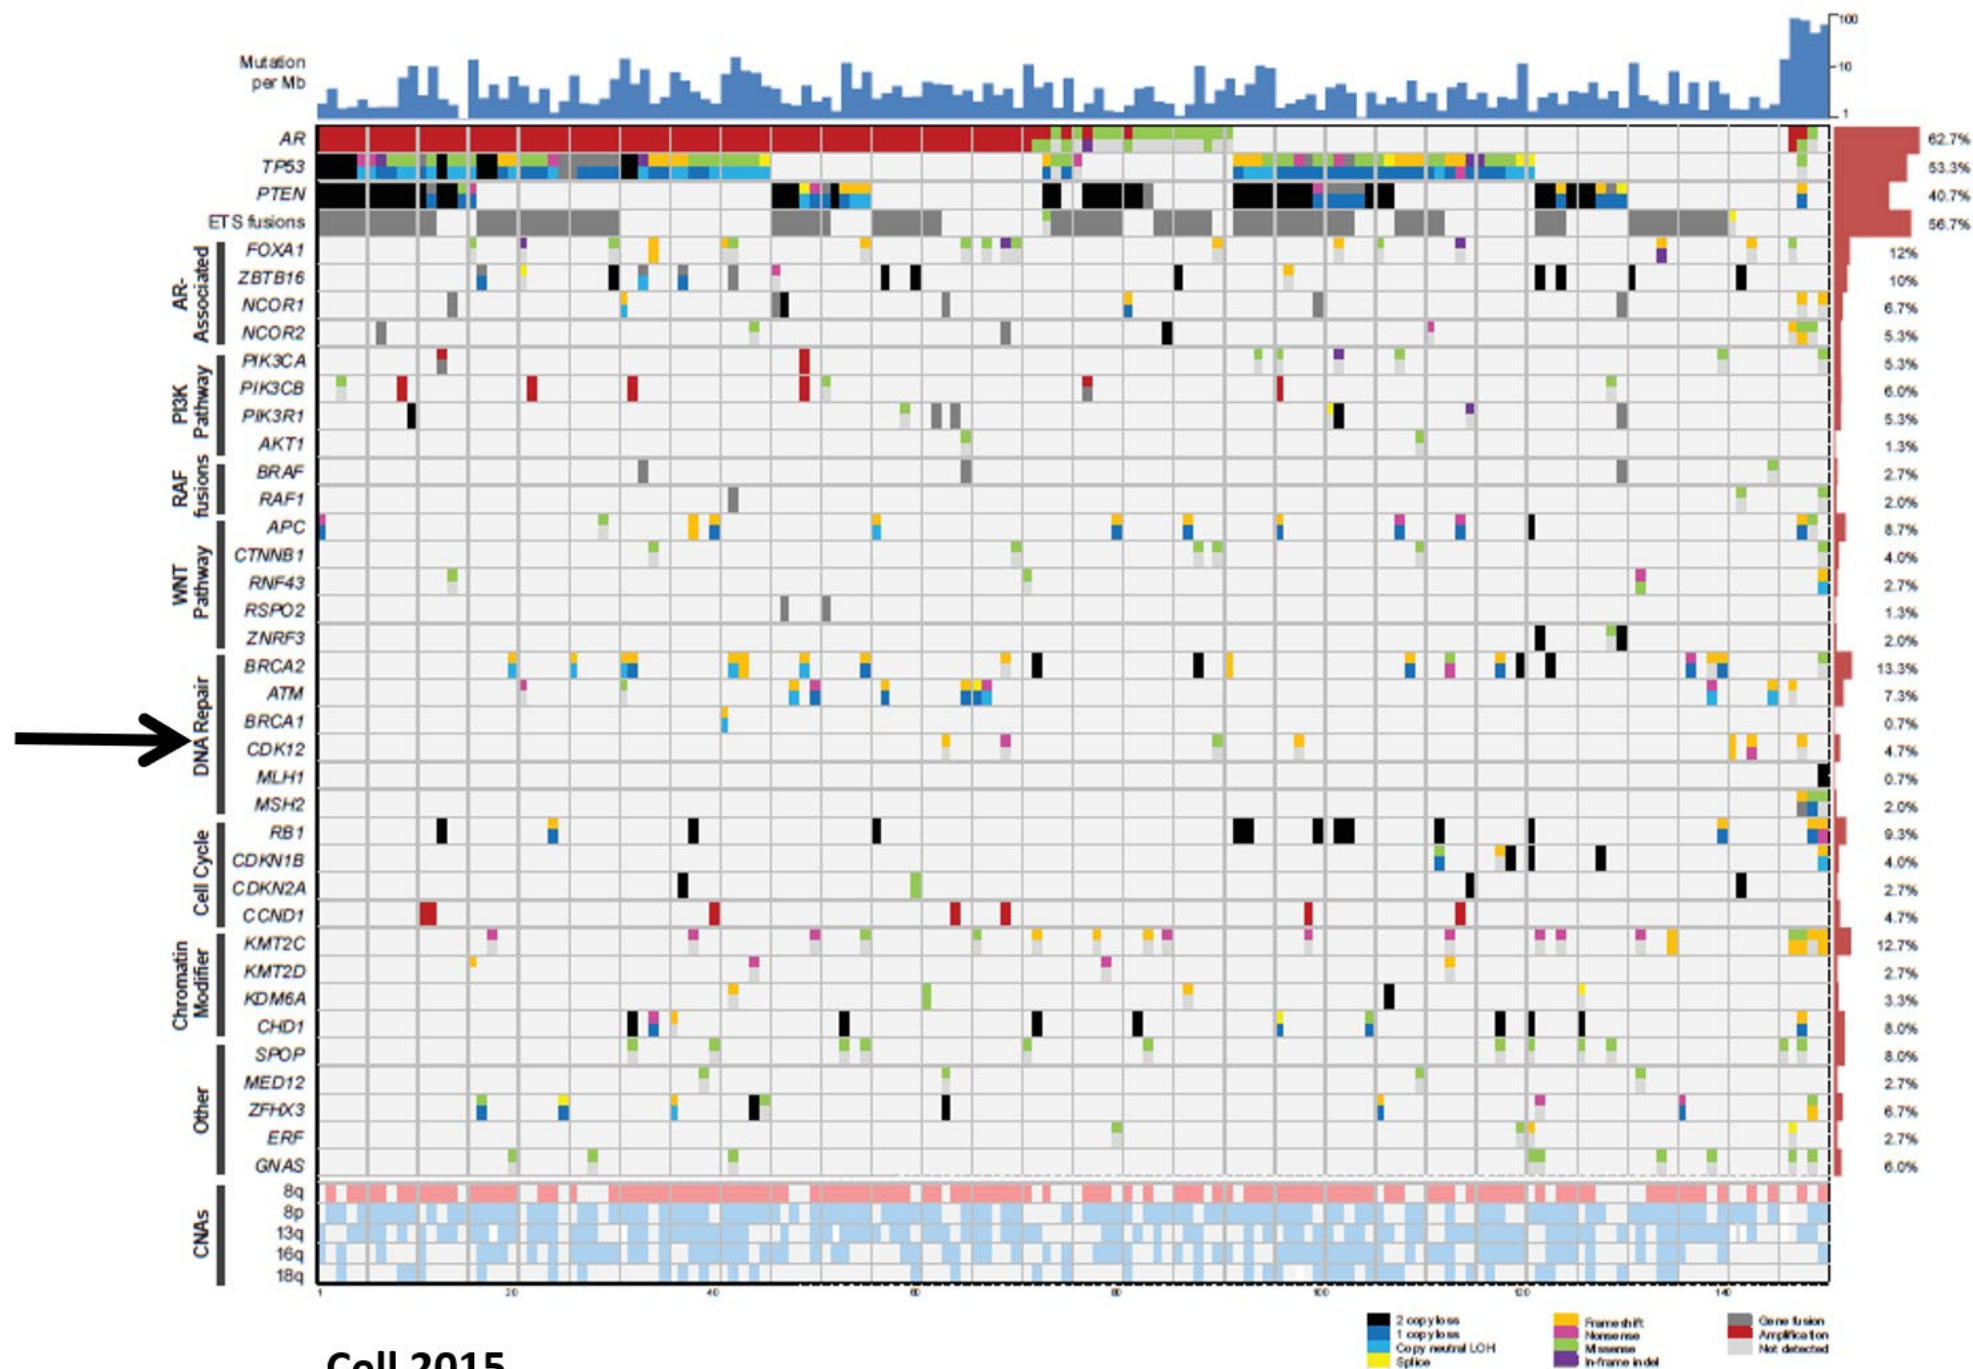 Mutation
per Mb
100
10
1
AR
62.7%
TP53
53.3%
PTEN
40.7%
ETS fusions
56.7%
AR-
Associated
FOXA1
12%
ZBTB16
10%
NCOR1
6.7%
NCOR2
5.3%
PI3K
Pathway
PIK3CA
5.3%
PIK3CB
6.0%
PIK3R1
5.3%
AKT1
1.3%
RAF
fusions
BRAF
2.7%
RAF1
2.0%
WNT
Pathway
APC
8.7%
CTNNB1
4.0%
RNF43
2.7%
RSPO2
1.3%
ZNRF3
2.0%
DNA Repair
BRCA2
13.3%
ATM
7.3%
BRCA1
0.7%
CDK12
4.7%
MLH1
0.7%
MSH2
2.0%
Cell Cycle
RB1
9.3%
CDKN1B
4.0%
CDKN2A
2.7%
CCND1
4.7%
Chromatin
Modifier
KMT2C
12.7%
KMT2D
2.7%
KDM6A
3.3%
CHD1
8.0%
Other
SPOP
8.0%
MED12
2.7%
ZFHX3
6.7%
ERF
2.7%
GNAS
6.0%
CNAs
8q
8p
13q
16q
18q
1 20 40 60 80 100 120 140
2 copy loss
1 copy loss
Copy neutral LOH
Splice
Frameshift
Nonsense
Missense
In-frame indel
Gene fusion
Amplification
Not detected
Cell 2015